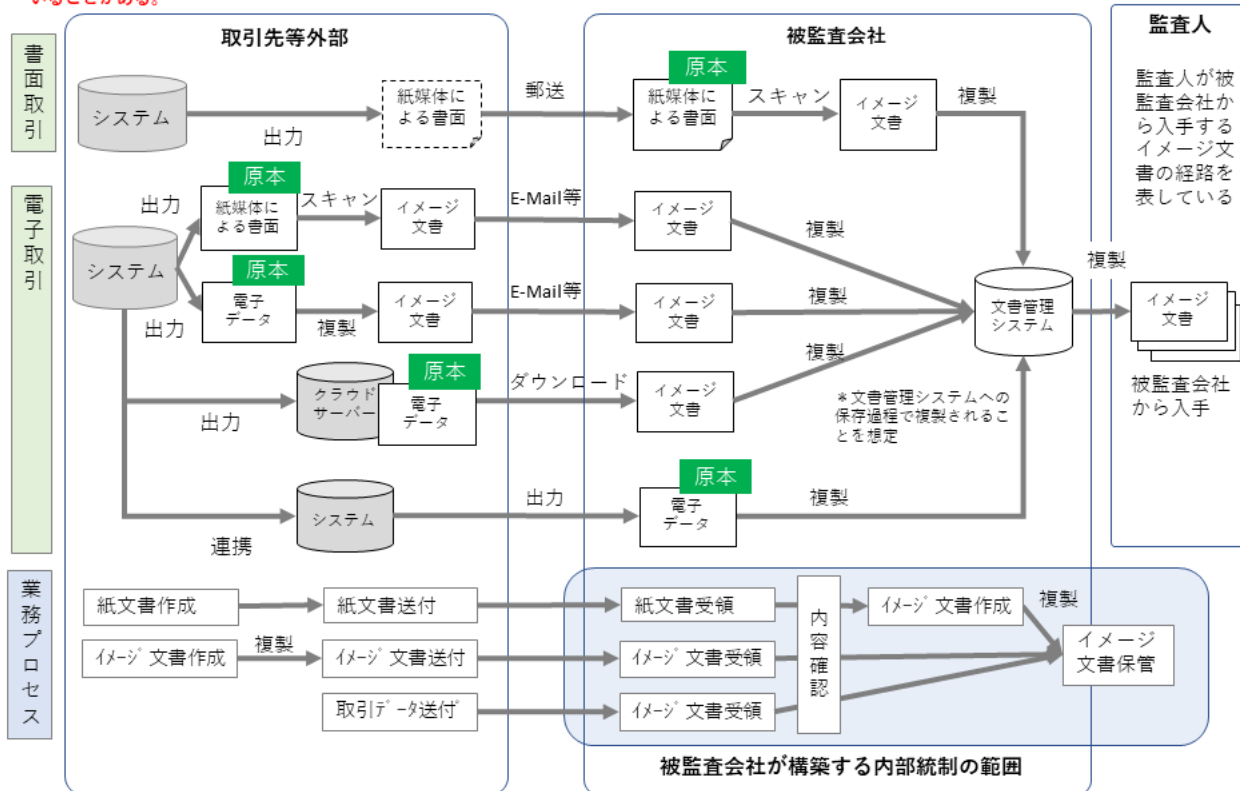 いることがある。
取引先等外部
被監査会社
監査人
書面取引
システム
出力
紙媒体に
よる書面
郵送
原本
紙媒体に
よる書面
スキャン
イメージ
文書
複製
監査人が被
監査会社か
ら入手する
イメージ文
書の経路を
表している
電子取引
システム
出力
原本
紙媒体に
よる書面
スキャン
イメージ
文書
E-Mail等
イメージ
文書
複製
出力
原本
電子
データ
複製
イメージ
文書
E-Mail等
イメージ
文書
複製
文書管理
システム
複製
イメージ
文書
被監査会社
から入手
出力
クラウド
サーバー
原本
電子
データ
ダウンロード
イメージ
文書
複製
＊文書管理システムへの
保存過程で複製されるこ
とを想定
連携
システム
出力
原本
電子
データ
複製
業務プロセス
紙文書作成
紙文書送付
紙文書受領
内容確認
ｲﾒｰｼﾞ文書作成
複製
イメージ
文書保管
ｲﾒｰｼﾞ文書作成
複製
ｲﾒｰｼﾞ文書送付
ｲﾒｰｼﾞ文書受領
取引ﾃﾞｰﾀ送付
ｲﾒｰｼﾞ文書受領
被監査会社が構築する内部統制の範囲